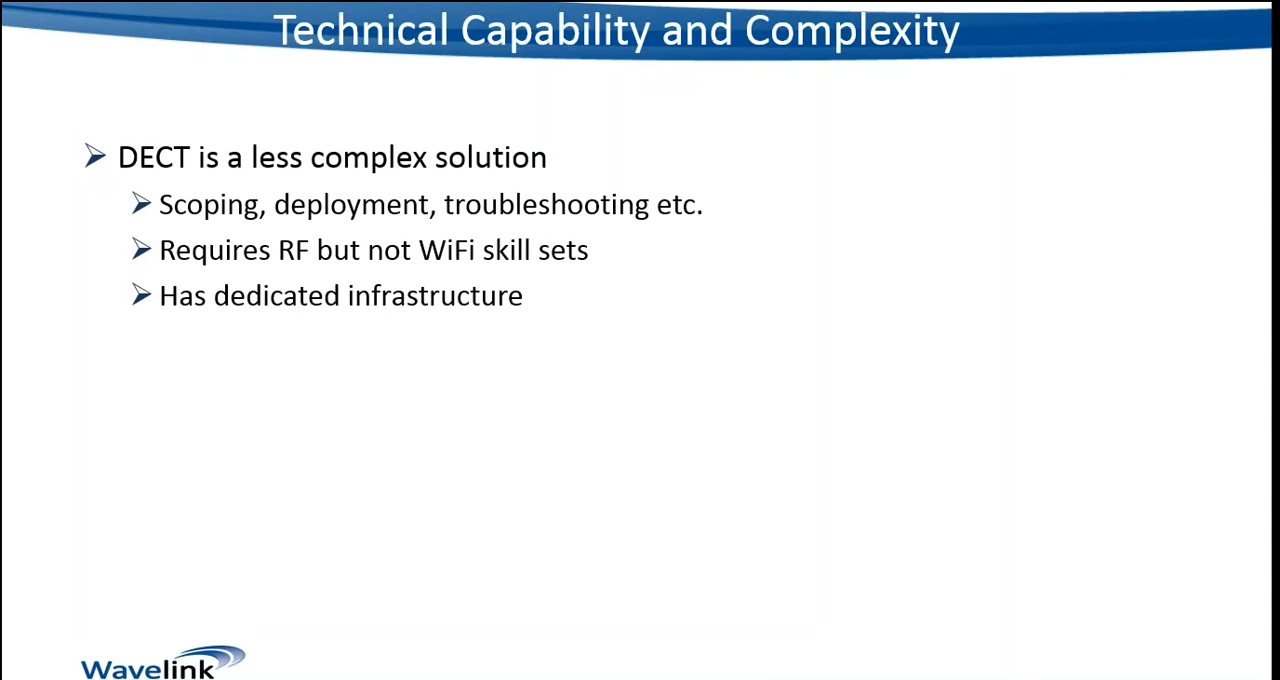 Technical Capability and Complexity
DECT is a less complex solution
Scoping, deployment, troubleshooting etc.
Requires RF but not WiFi skill sets
Has dedicated infrastructure
Wavelink